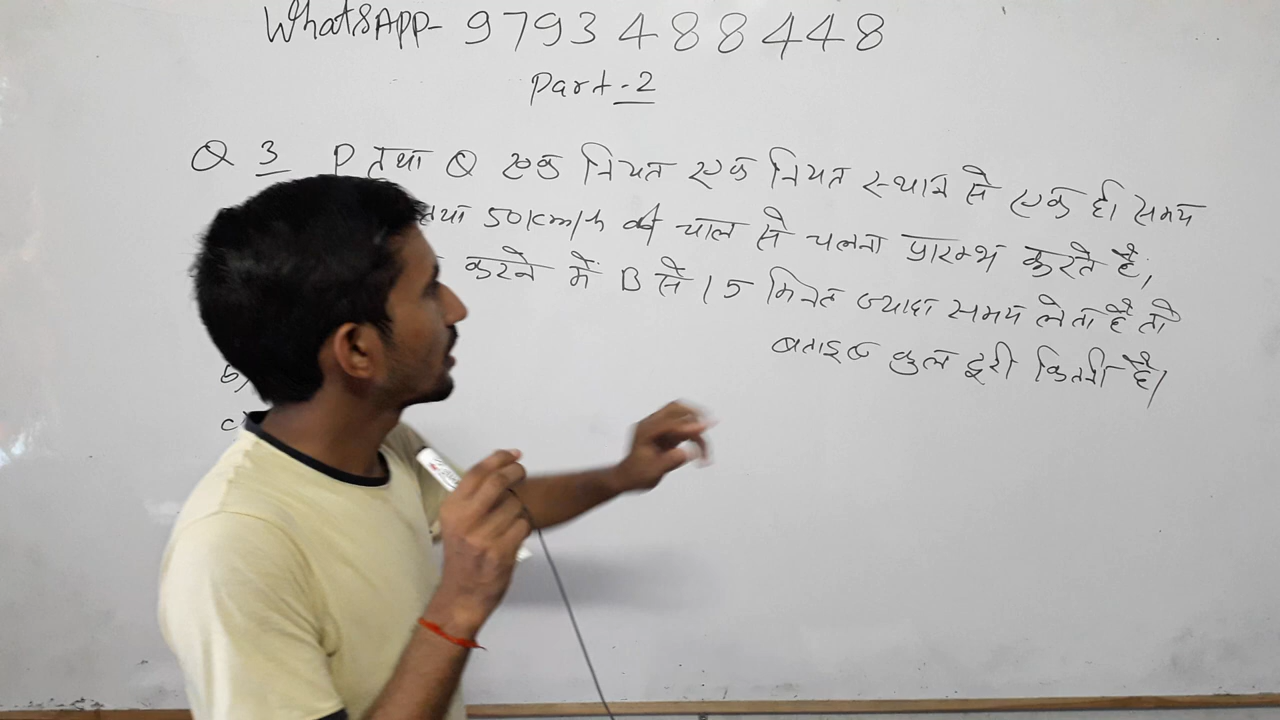 WhatsApp- 9793488448
Part-2
Q 3 P तथा Q एक नियत एक नियत स्थान से एक ही समय
तथा 50km/h की चाल से चलना प्रारम्भ करते है,
करने में B से 15 मिनट ज्यादा समय लेता है तो
बताइए कुल दूरी कितनी है।
b)
c)